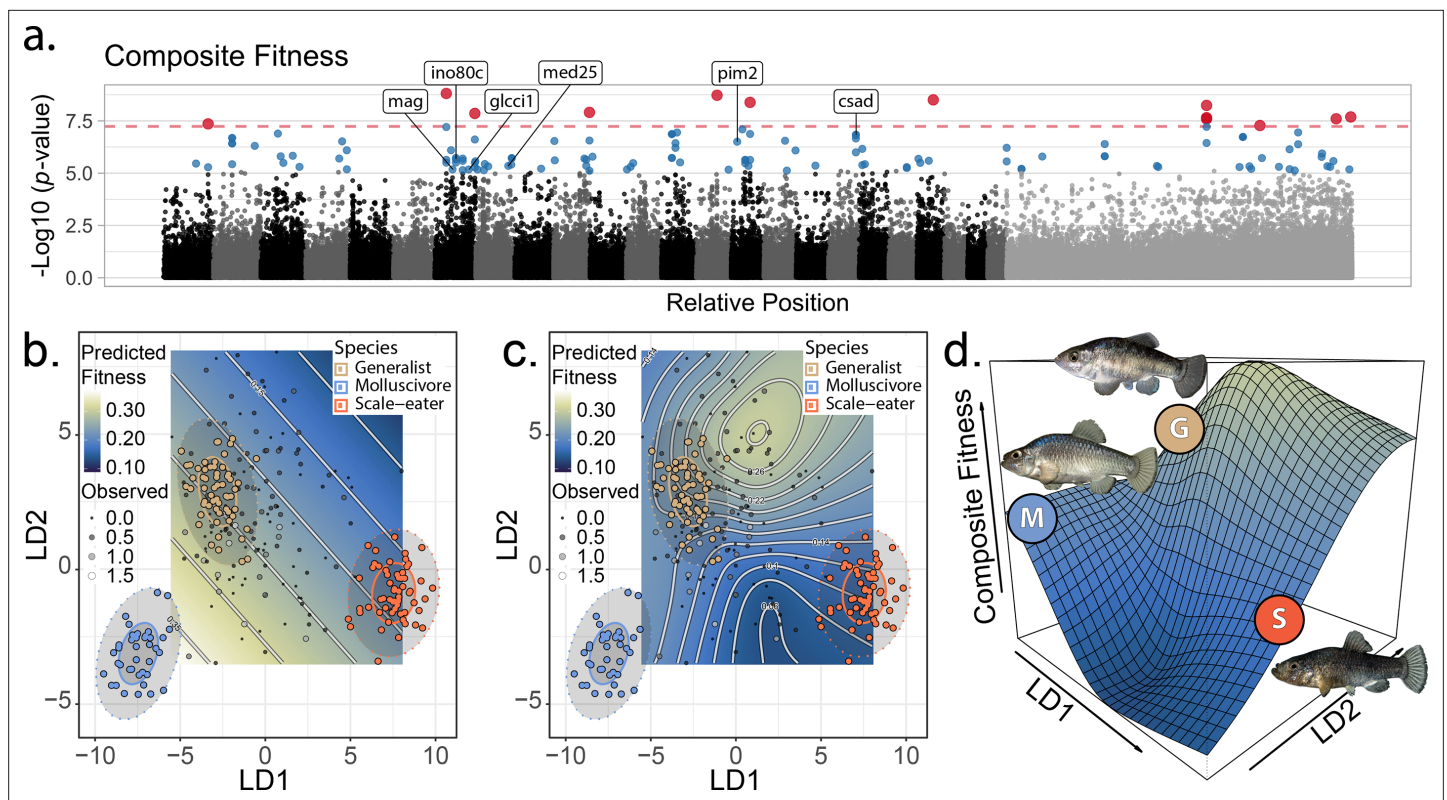 a.
Composite Fitness
ino80c
med25
pim2
mag
glcci1
csad
-Log10 (p-value)
7.5
5.0
2.5
0.0
Relative Position
b.
Predicted
Fitness
0.30
0.20
0.10
Observed
0.0
0.5
1.0
1.5
Species
Generalist
Molluscivore
Scale-eater
LD2
5
0
−5
−10
−5
0
5
10
LD1
c.
Predicted
Fitness
0.30
0.20
0.10
Observed
0.0
0.5
1.0
1.5
Species
Generalist
Molluscivore
Scale-eater
0.26
0.22
0.14
0.1
LD2
5
0
−5
−10
−5
0
5
10
LD1
d.
G
M
S
Composite Fitness
LD1
LD2